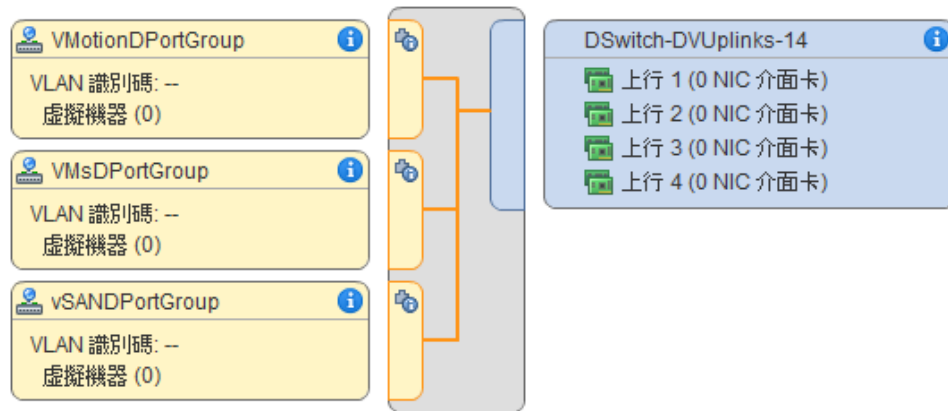 VMotionDPortGroup
VLAN 識別碼: --
虛擬機器 (0)
VMsDPortGroup
VLAN 識別碼: --
虛擬機器 (0)
vSANDPortGroup
VLAN 識別碼: --
虛擬機器 (0)
DSwitch-DVUplinks-14
上行 1 (0 NIC 介面卡)
上行 2 (0 NIC 介面卡)
上行 3 (0 NIC 介面卡)
上行 4 (0 NIC 介面卡)